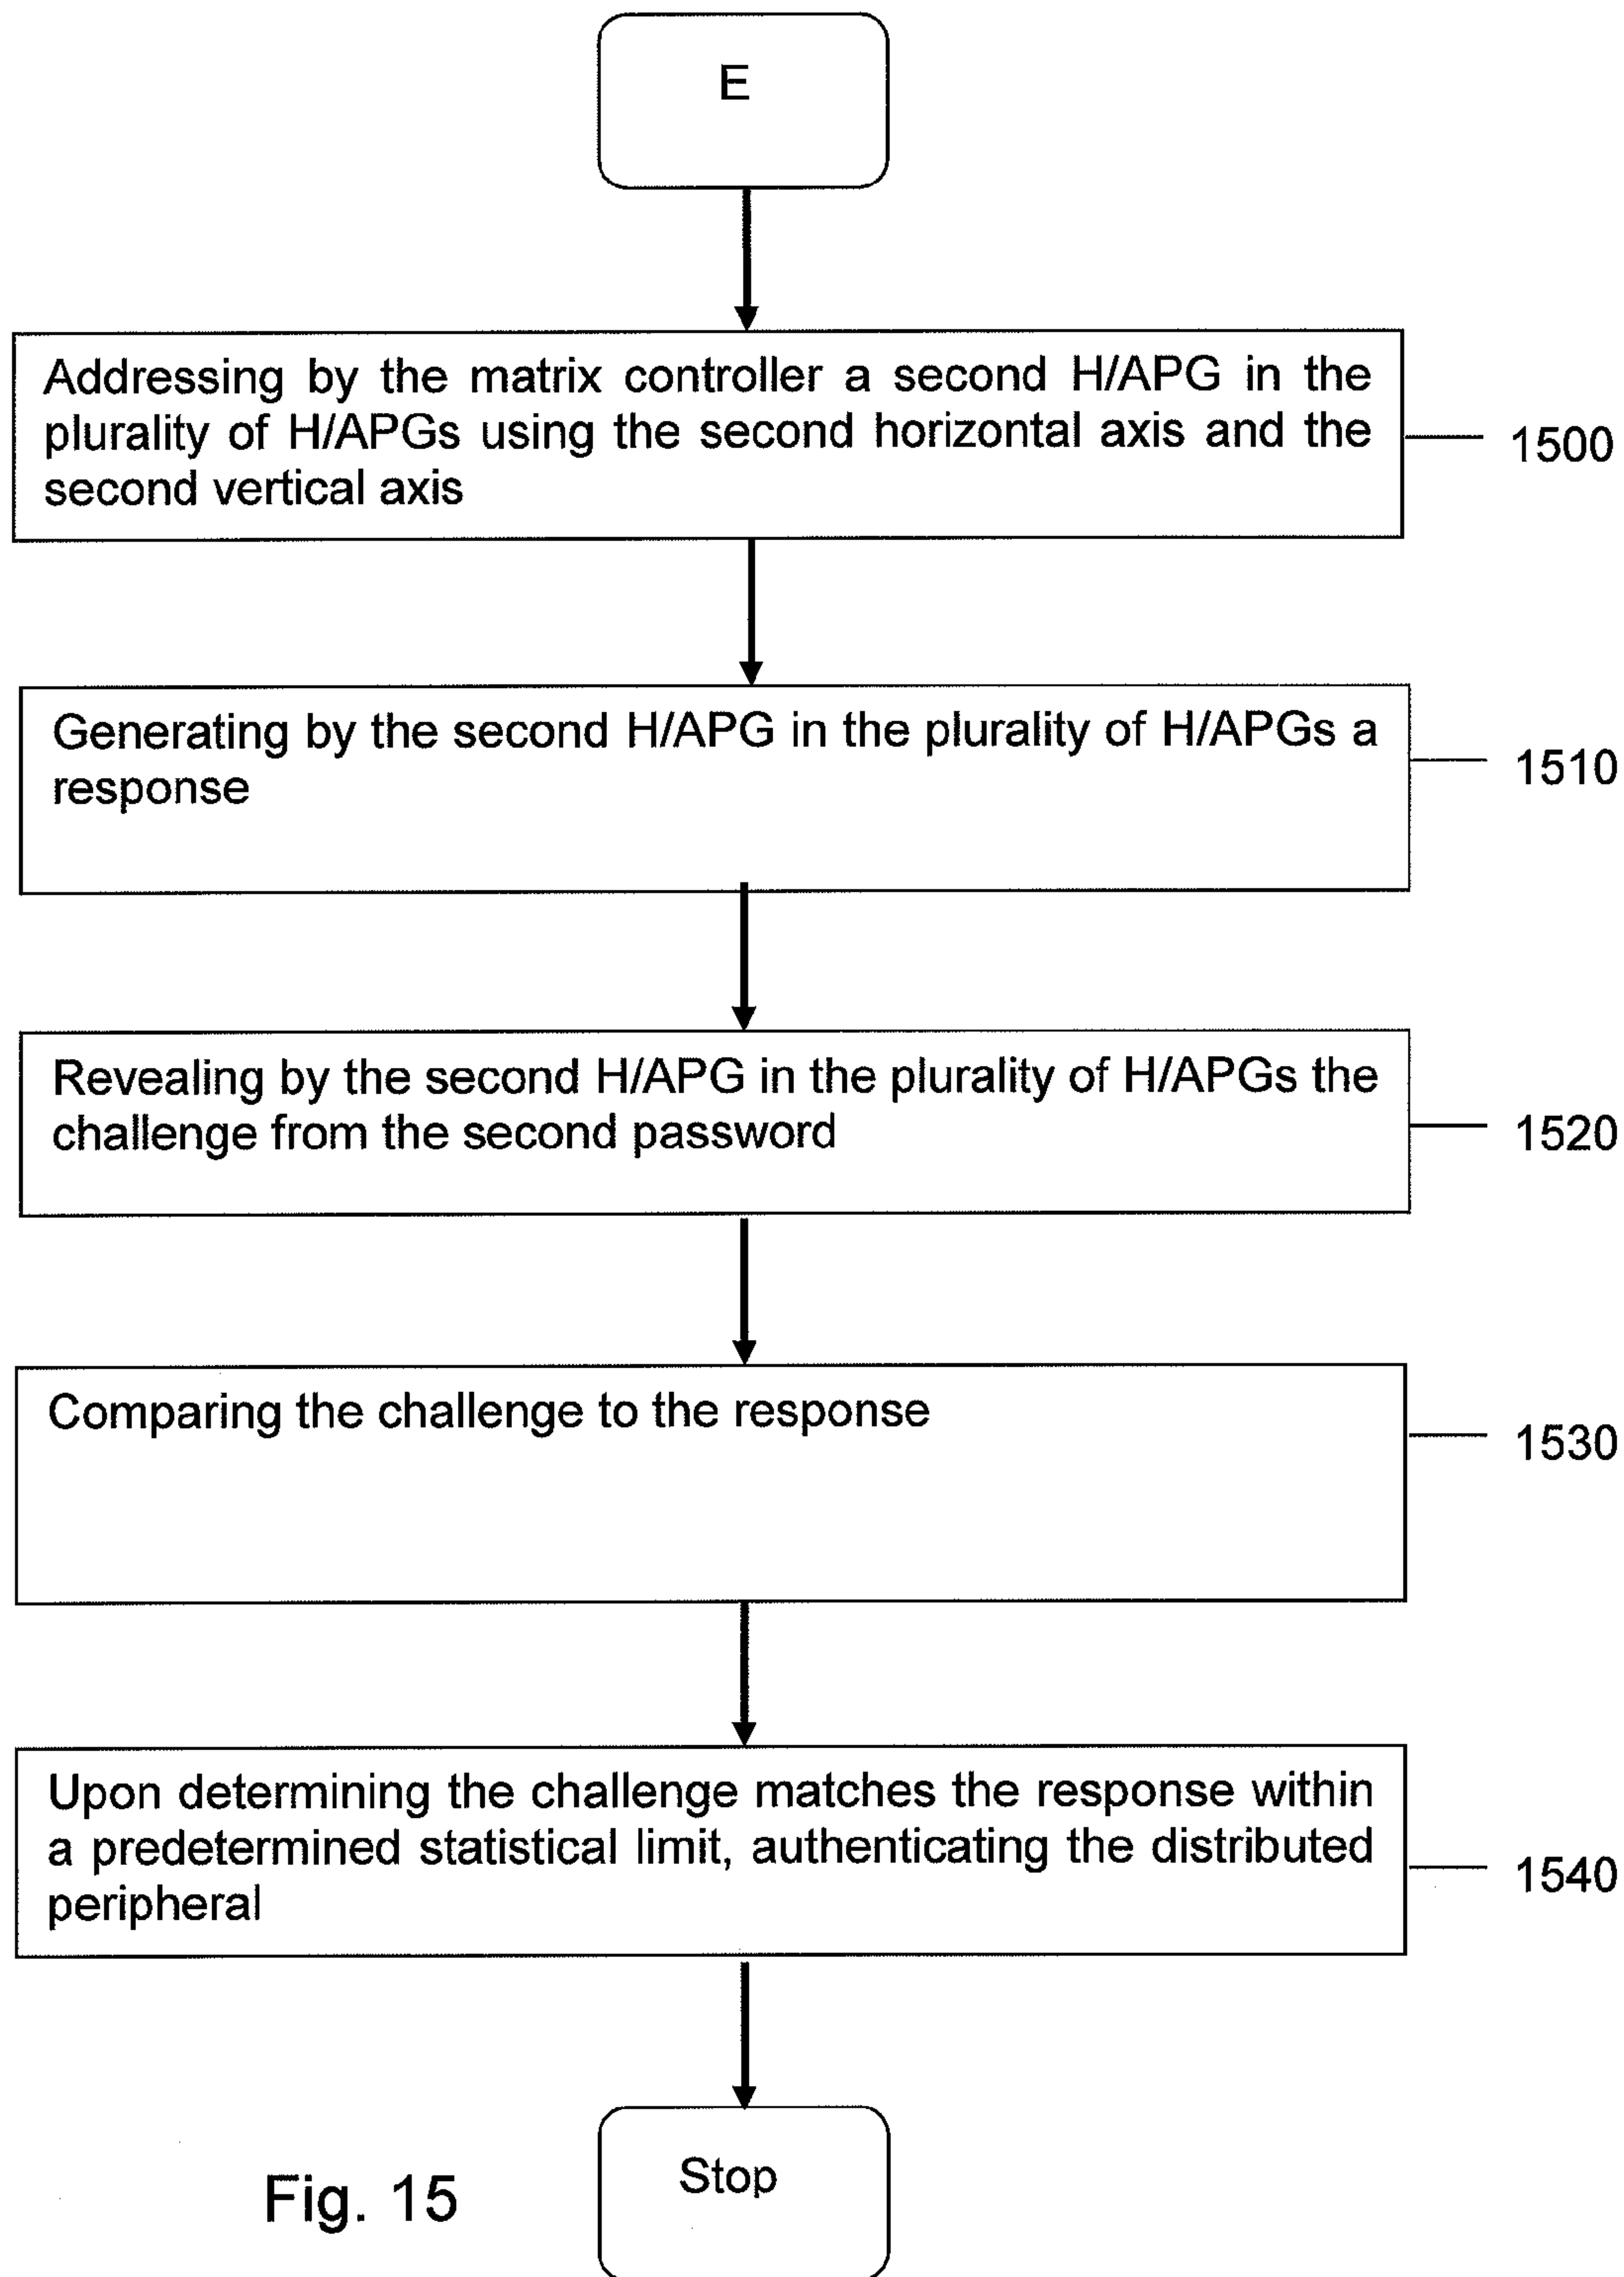 E
Addressing by the matrix controller a second H/APG in the
plurality of H/APGs using the second horizontal axis and the
second vertical axis
1500
Generating by the second H/APG in the plurality of H/APGs a
response
1510
Revealing by the second H/APG in the plurality of H/APGs the
challenge from the second password
1520
Comparing the challenge to the response
1530
Upon determining the challenge matches the response within
a predetermined statistical limit, authenticating the distributed
peripheral
1540
Stop
Fig. 15